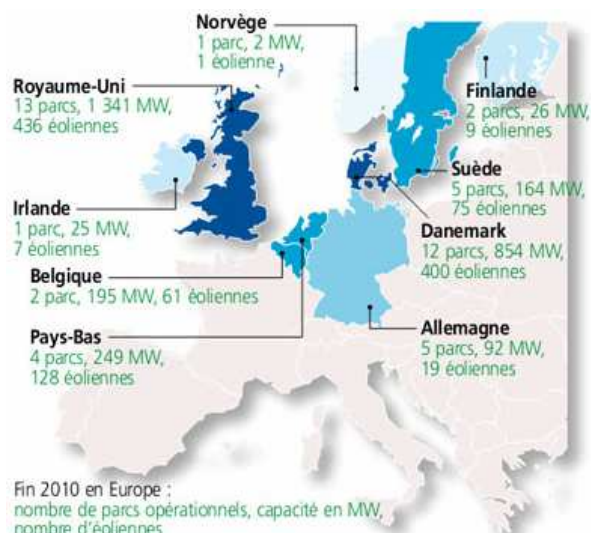 Norvège
1 parc, 2 MW,
1 éolienne
Royaume-Uni
13 parcs, 1 341 MW,
436 éoliennes
Finlande
2 parcs, 26 MW,
9 éoliennes
Suède
5 parcs, 164 MW,
75 éoliennes
Irlande
1 parc, 25 MW,
7 éoliennes
Danemark
12 parcs, 854 MW,
400 éoliennes
Belgique
2 parc, 195 MW, 61 éoliennes
Pays-Bas
4 parcs, 249 MW,
128 éoliennes
Allemagne
5 parcs, 92 MW,
19 éoliennes
Fin 2010 en Europe :
nombre de parcs opérationnels, capacité en MW,
nombre d'éoliennes